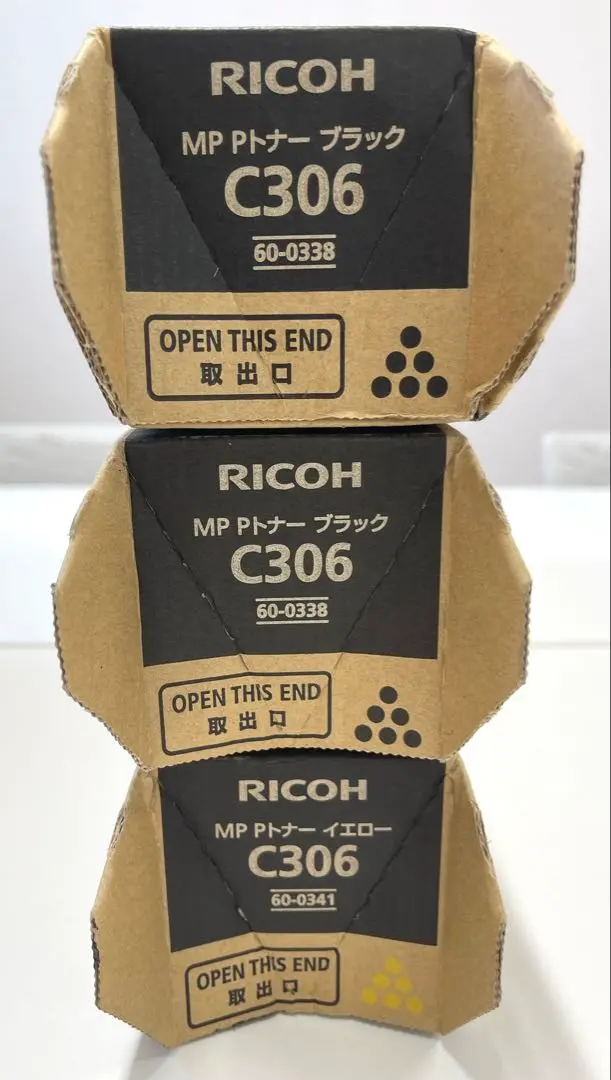 RICOH
MP Pトナー ブラック
C306
60-0338
OPEN THIS END
取出口
RICOH
MP Pトナー ブラック
C306
60-0338
OPEN THIS END
取出口
RICOH
MP Pトナー イエロー
C306
60-0341
OPEN THIS END
取出口